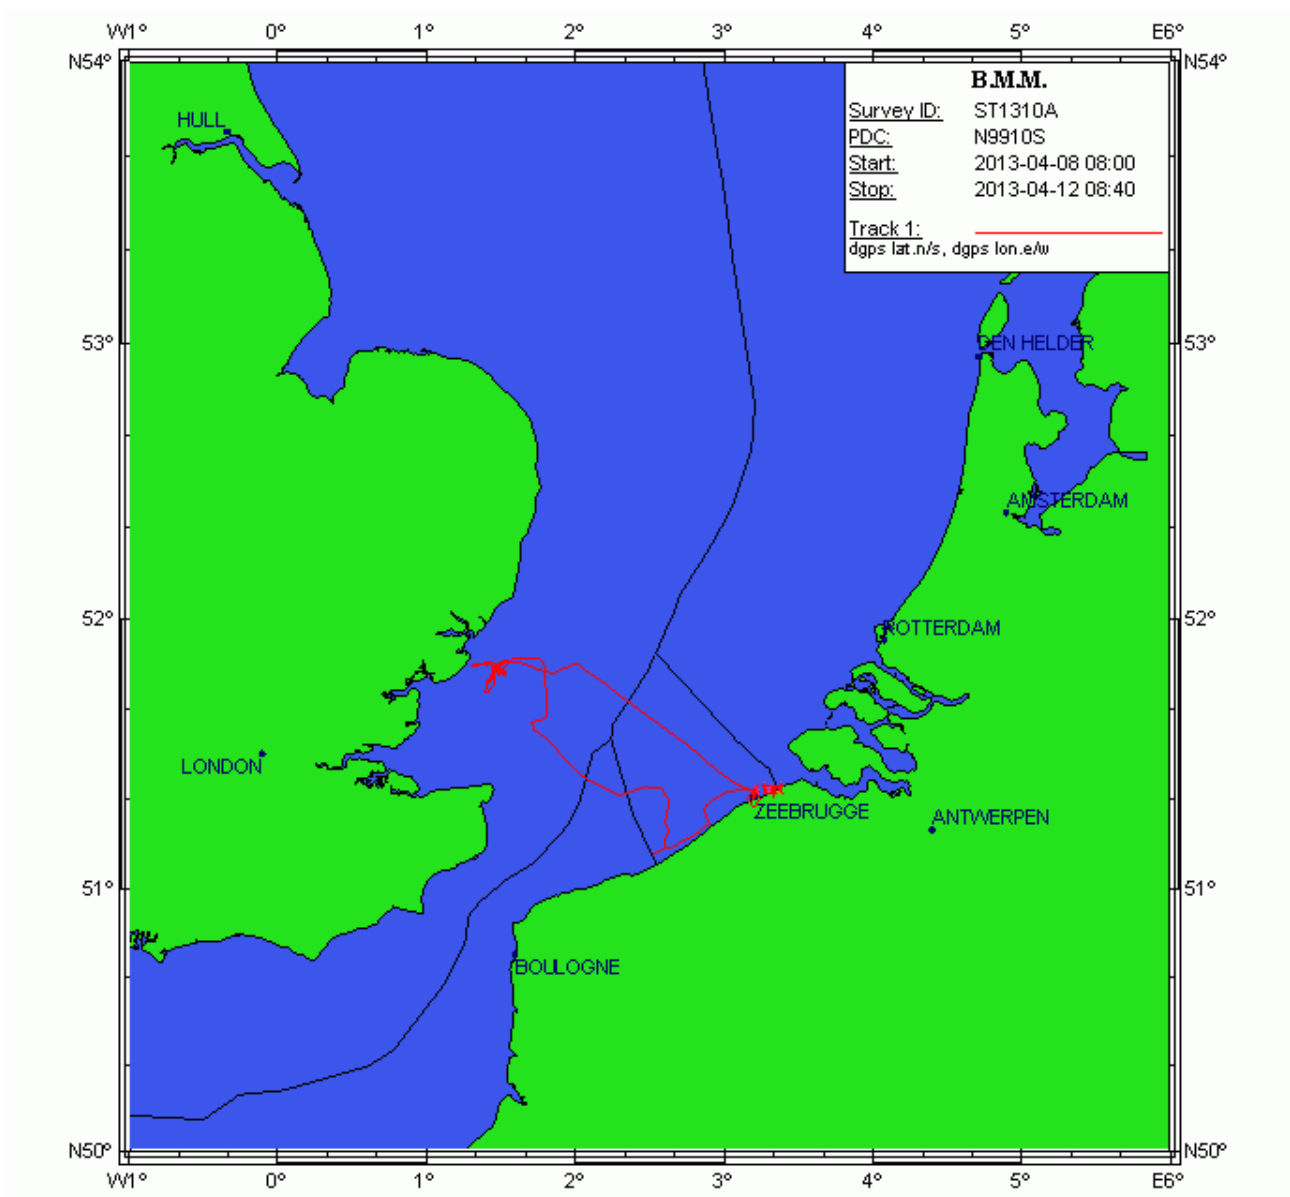 W1° 0° 1° 2° 3° 4° 5° E6°
N54° N54°
B.M.M.
Survey ID: ST1310A
PDC: N9910S
Start: 2013-04-08 08:00
Stop: 2013-04-12 08:40
Track 1:
dgps lat.n/s, dgps lon.e/w
HULL
53° 53°
DEN HELDER
AMSTERDAM
52° 52°
ROTTERDAM
LONDON
ZEEBRUGGE
ANTWERPEN
51° 51°
BOULOGNE
N50° N50°
W1° 0° 1° 2° 3° 4° 5° E6°